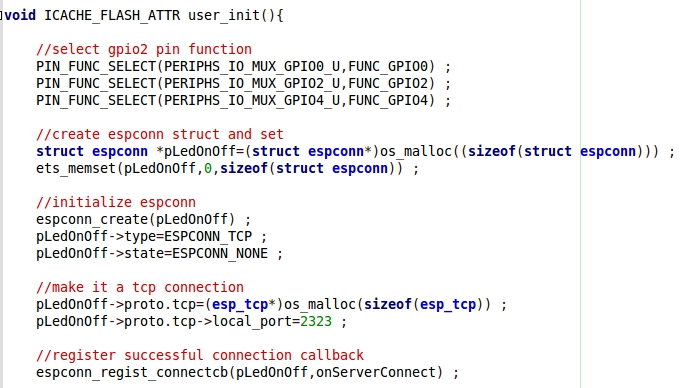 void ICACHE_FLASH_ATTR user_init(){
//select gpio2 pin function
PIN_FUNC_SELECT(PERIPHS_IO_MUX_GPIO0_U,FUNC_GPIO0) ;
PIN_FUNC_SELECT(PERIPHS_IO_MUX_GPIO2_U,FUNC_GPIO2) ;
PIN_FUNC_SELECT(PERIPHS_IO_MUX_GPIO4_U,FUNC_GPIO4) ;
//create espconn struct and set
struct espconn *pLedOnOff=(struct espconn*)os_malloc((sizeof(struct espconn))) ;
ets_memset(pLedOnOff,0,sizeof(struct espconn)) ;
//initialize espconn
espconn_create(pLedOnOff) ;
pLedOnOff->type=ESPCONN_TCP ;
pLedOnOff->state=ESPCONN_NONE ;
//make it a tcp connection
pLedOnOff->proto.tcp=(esp_tcp*)os_malloc(sizeof(esp_tcp)) ;
pLedOnOff->proto.tcp->local_port=2323 ;
//register successful connection callback
espconn_regist_connectcb(pLedOnOff,onServerConnect) ;